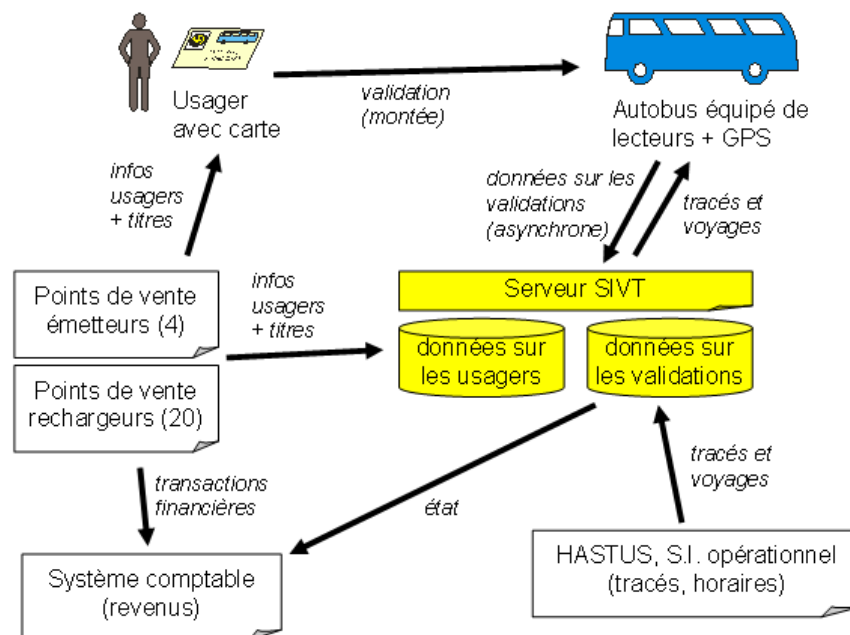 Usager
avec carte
validation
(montée)
Autobus équipé de
lecteurs + GPS
infos
usagers
+ titres
données sur les
validations
(asynchrone)
tracés et
voyages
Points de vente
émetteurs (4)
infos
usagers
+ titres
Serveur SIVT
données sur
les usagers
données sur
les validations
Points de vente
rechargeurs (20)
transactions
financières
état
tracés et
voyages
Système comptable
(revenus)
HASTUS, S.I. opérationnel
(tracés, horaires)